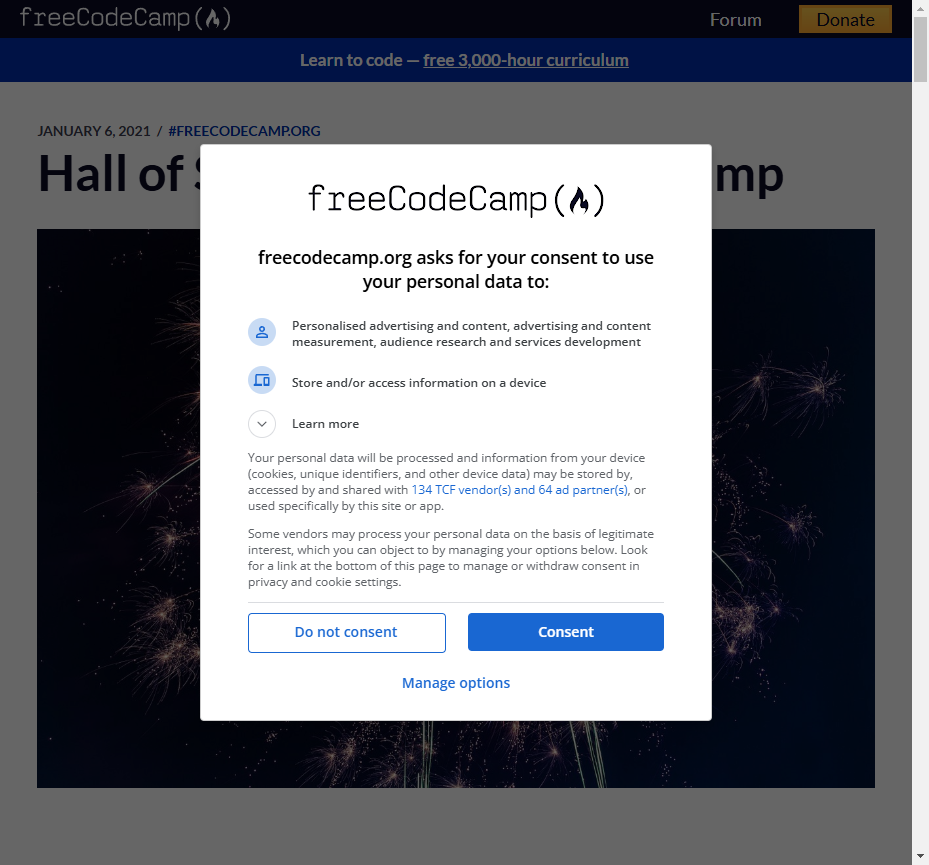 freeCodeCamp
Forum
Donate
Learn to code — free 3,000-hour curriculum
JANUARY 6, 2021 / #FREECODECAMP.ORG
Hall of
mp
freeCodeCamp
freecodecamp.org asks for your consent to use
your personal data to:
Personalised advertising and content, advertising and content
measurement, audience research and services development
Store and/or access information on a device
Learn more
Your personal data will be processed and information from your device
(cookies, unique identifiers, and other device data) may be stored by,
accessed by and shared with 134 TCF vendor(s) and 64 ad partner(s), or
used specifically by this site or app.
Some vendors may process your personal data on the basis of legitimate
interest, which you can object to by managing your options below. Look
for a link at the bottom of this page to manage or withdraw consent in
privacy and cookie settings.
Do not consent
Consent
Manage options